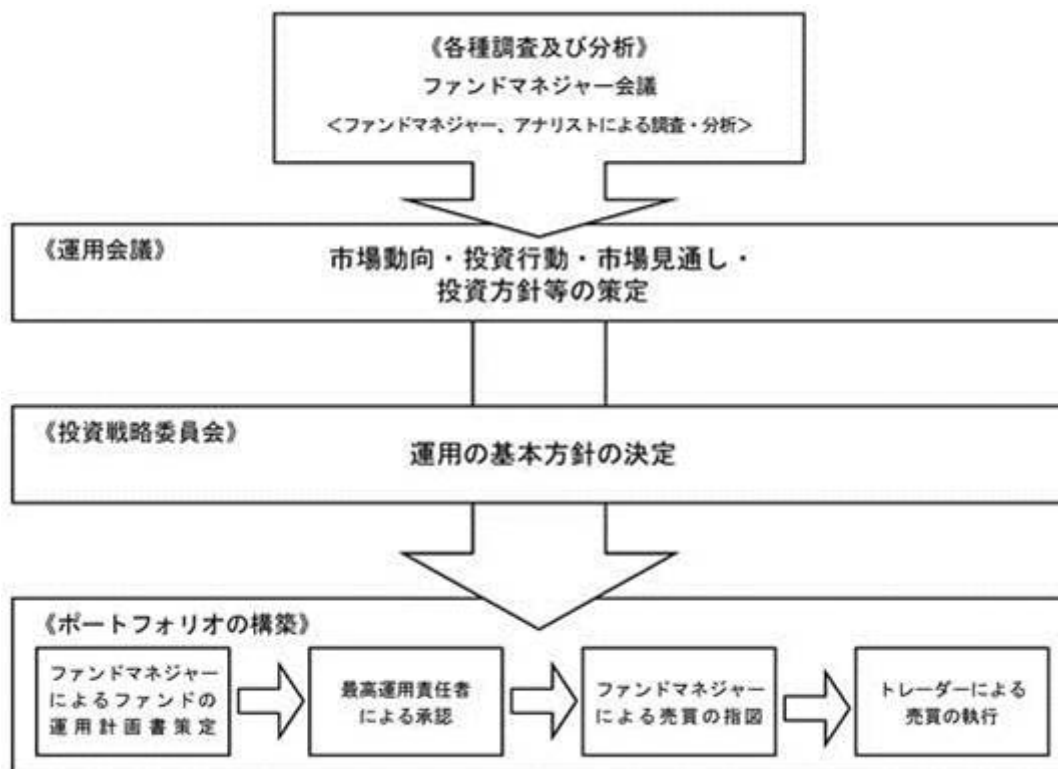 《各種調査及び分析》
ファンドマネジャー会議
<ファンドマネジャー、アナリストによる調査・分析>
《運用会議》
市場動向・投資行動・市場見通し・
投資方針等の策定
《投資戦略委員会》
運用の基本方針の決定
《ポートフォリオの構築》
ファンドマネジャー
によるファンドの
運用計画書策定
最高運用責任者
による承認
ファンドマネジャー
による売買の指図
トレーダーによる
売買の執行